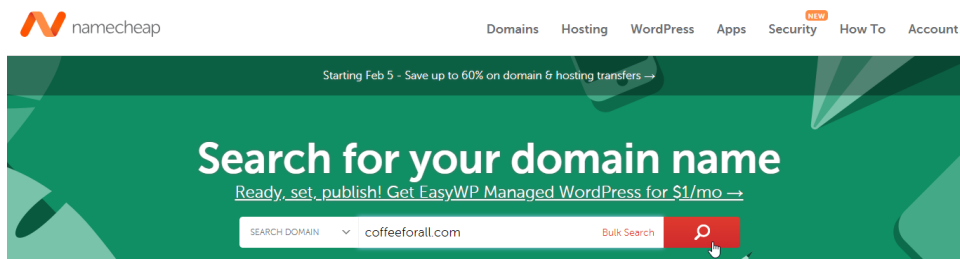 namecheap
NEW
Domains Hosting WordPress Apps Security How To Account
Starting Feb 5 - Save up to 60% on domain & hosting transfers →
Search for your domain name
Ready, set, publish! Get EasyWP Managed WordPress for $1/mo →
SEARCH DOMAIN coffeeforall.com Bulk Search